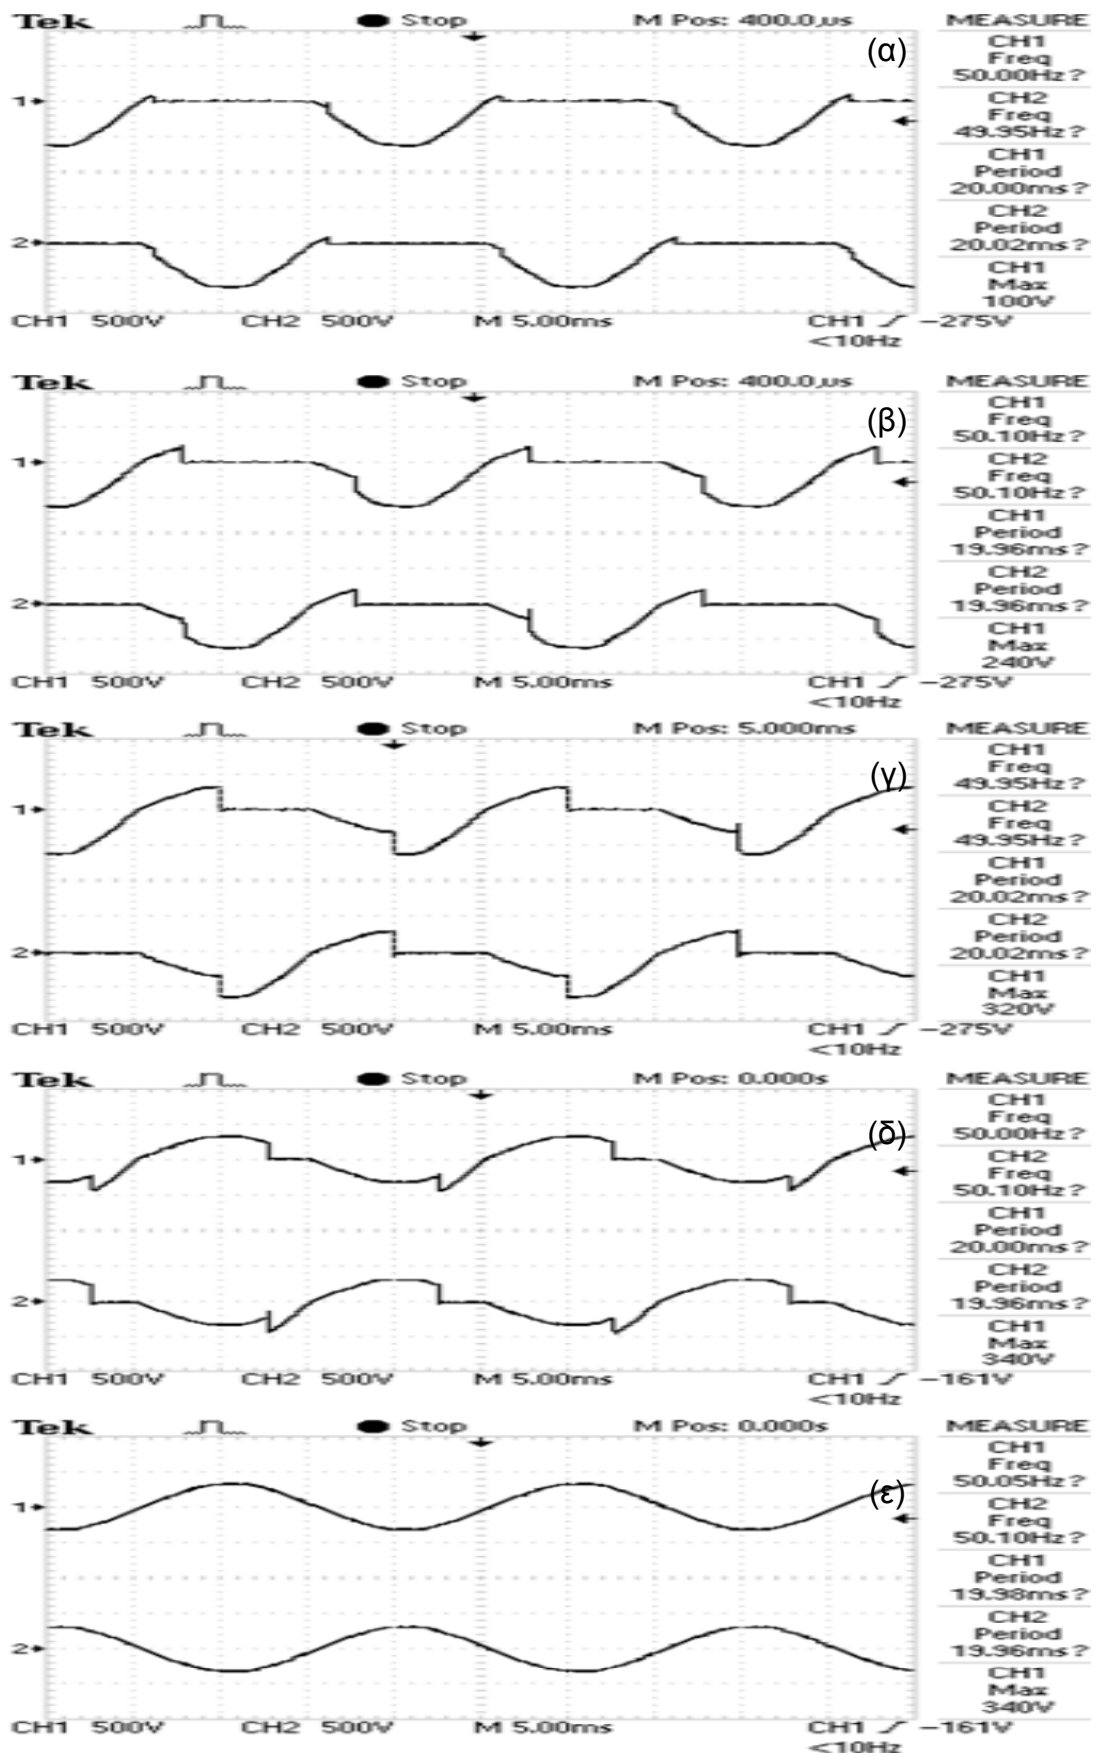 Tek Stop M Pos: 400.0µs MEASURE
(α)
CH1
Freq
50.00Hz?
1
CH2
Freq
49.95Hz?
CH1
Period
20.00ms?
2
CH2
Period
20.02ms?
CH1
Max
100V
CH1 500V CH2 500V M 5.00ms CH1 -275V
<10Hz
Tek Stop M Pos: 400.0µs MEASURE
(β)
CH1
Freq
50.10Hz?
1
CH2
Freq
50.10Hz?
CH1
Period
19.96ms?
2
CH2
Period
19.96ms?
CH1
Max
240V
CH1 500V CH2 500V M 5.00ms CH1 -275V
<10Hz
Tek Stop M Pos: 5.000ms MEASURE
(γ)
CH1
Freq
49.95Hz?
1
CH2
Freq
49.95Hz?
CH1
Period
20.02ms?
2
CH2
Period
20.02ms?
CH1
Max
320V
CH1 500V CH2 500V M 5.00ms CH1 -275V
<10Hz
Tek Stop M Pos: 0.000s MEASURE
(δ)
CH1
Freq
50.00Hz?
1
CH2
Freq
50.10Hz?
CH1
Period
20.00ms?
2
CH2
Period
19.96ms?
CH1
Max
340V
CH1 500V CH2 500V M 5.00ms CH1 -161V
<10Hz
Tek Stop M Pos: 0.000s MEASURE
(ε)
CH1
Freq
50.05Hz?
1
CH2
Freq
50.10Hz?
CH1
Period
19.98ms?
2
CH2
Period
19.96ms?
CH1
Max
340V
CH1 500V CH2 500V M 5.00ms CH1 -161V
<10Hz